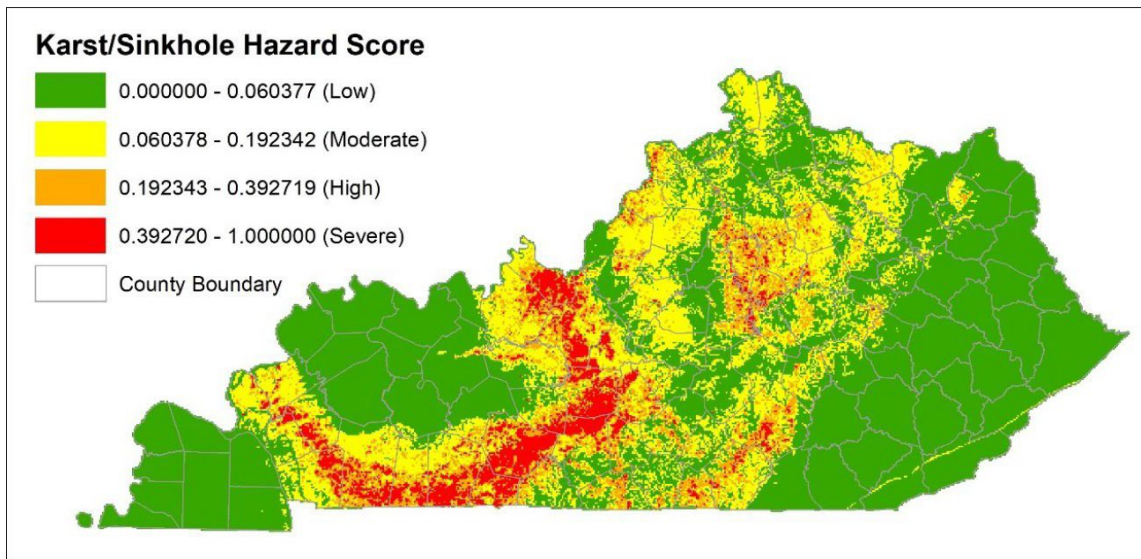 Karst/Sinkhole Hazard Score
0.000000 - 0.060377 (Low)
0.060378 - 0.192342 (Moderate)
0.192343 - 0.392719 (High)
0.392720 - 1.000000 (Severe)
County Boundary